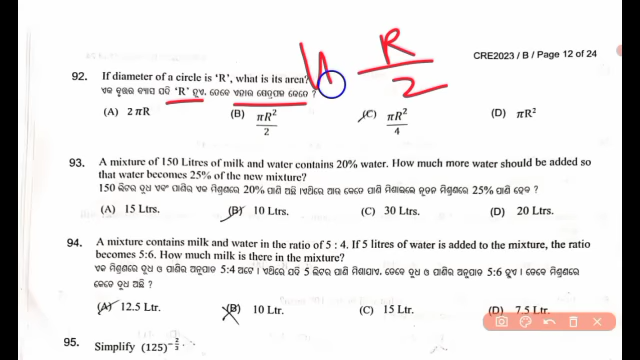 CRE2023 / B / Page 12 of 24
R
2
92. If diameter of a circle is 'R', what is its area?
ଏକ ବୃତ୍ତର ବ୍ୟାସ ଯଦି 'R' ହୁଏ, ତେବେ ଏହାର କ୍ଷେତ୍ରଫଳ କେତେ ?
(A) 2 πR (B) πR²/2 (C) πR²/4 (D) πR²
93. A mixture of 150 Litres of milk and water contains 20% water. How much more water should be added so
that water becomes 25% of the new mixture?
150 ଲିଟର ଦୁଧ ଏବଂ ପାଣିର ଏକ ମିଶ୍ରଣରେ 20% ପାଣି ଅଛି। ଏଥିରେ ଆଉ କେତେ ପାଣି ମିଶାଇଲେ ନୂତନ ମିଶ୍ରଣରେ 25% ପାଣି ହେବ ?
(A) 15 Ltrs. (B) 10 Ltrs. (C) 30 Ltrs. (D) 20 Ltrs.
94. A mixture contains milk and water in the ratio of 5 : 4. If 5 litres of water is added to the mixture, the ratio
becomes 5:6. How much milk is there in the mixture?
ଏକ ମିଶ୍ରଣରେ ଦୁଧ ଓ ପାଣିର ଅନୁପାତ 5:4 ଅଟେ । ଏଥିରେ ଯଦି 5 ଲିଟର ପାଣି ମିଶାଯାଏ, ତେବେ ଦୁଧ ଓ ପାଣିର ଅନୁପାତ 5:6 ହୁଏ । ତେବେ ମିଶ୍ରଣରେ
କେତେ ଦୁଧ ଅଛି ?
(A) 12.5 Ltr. (B) 10 Ltr. (C) 15 Ltr. (D) 7.5 Ltr.
95. Simplify (125)^(-2/3)